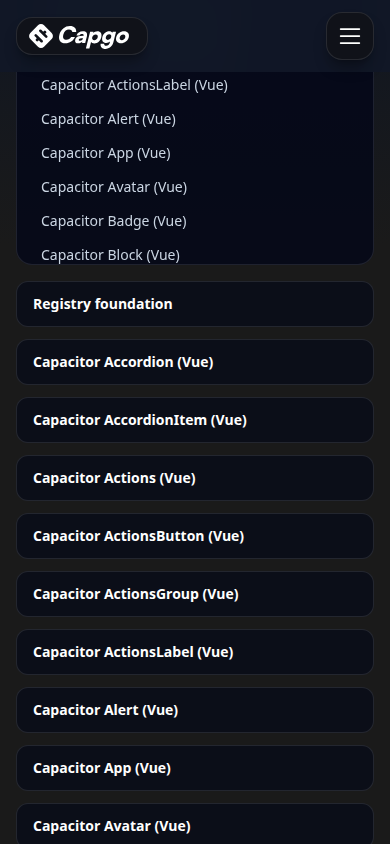 Capgo
Capacitor ActionsLabel (Vue)
Capacitor Alert (Vue)
Capacitor App (Vue)
Capacitor Avatar (Vue)
Capacitor Badge (Vue)
Capacitor Block (Vue)
Registry foundation
Capacitor Accordion (Vue)
Capacitor AccordionItem (Vue)
Capacitor Actions (Vue)
Capacitor ActionsButton (Vue)
Capacitor ActionsGroup (Vue)
Capacitor ActionsLabel (Vue)
Capacitor Alert (Vue)
Capacitor App (Vue)
Capacitor Avatar (Vue)